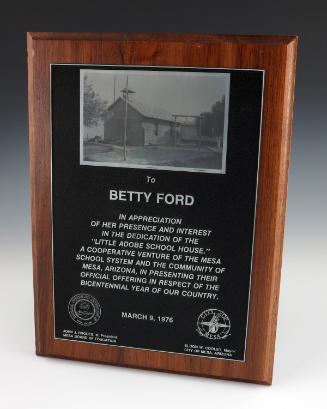 To
BETTY FORD
IN APPRECIATION
OF HER PRESENCE AND INTEREST
IN THE DEDICATION OF THE
"LITTLE ADOBE SCHOOL HOUSE,"
A COOPERATIVE VENTURE OF THE MESA
SCHOOL SYSTEM AND THE COMMUNITY OF
MESA, ARIZONA, IN PRESENTING THEIR
OFFICIAL OFFERING IN RESPECT OF THE
BICENTENNIAL YEAR OF OUR COUNTRY.
MARCH 9, 1976
MESA
President
MESA BOARD OF EDUCATION
Mayor
CITY OF MESA, ARIZONA